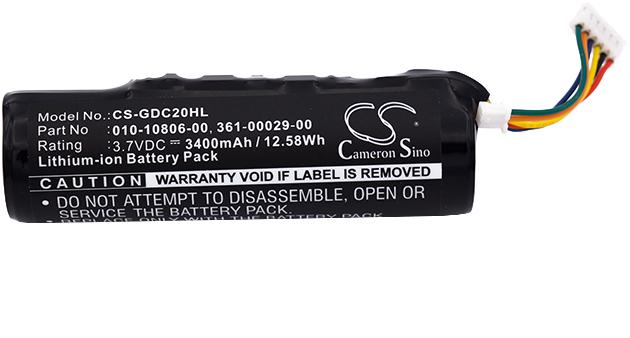 Model No.: CS-GDC20HL
Part No : 010-10806-00, 361-00029-00
Rating : 3.7VDC ⎓ 3400mAh / 12.58Wh
Lithium-ion Battery Pack
CS
Cameron Sino
CAUTION WARRANTY VOID IF LABEL IS REMOVED
• DO NOT ATTEMPT TO DISASSEMBLE, OPEN OR
SERVICE THE BATTERY PACK.